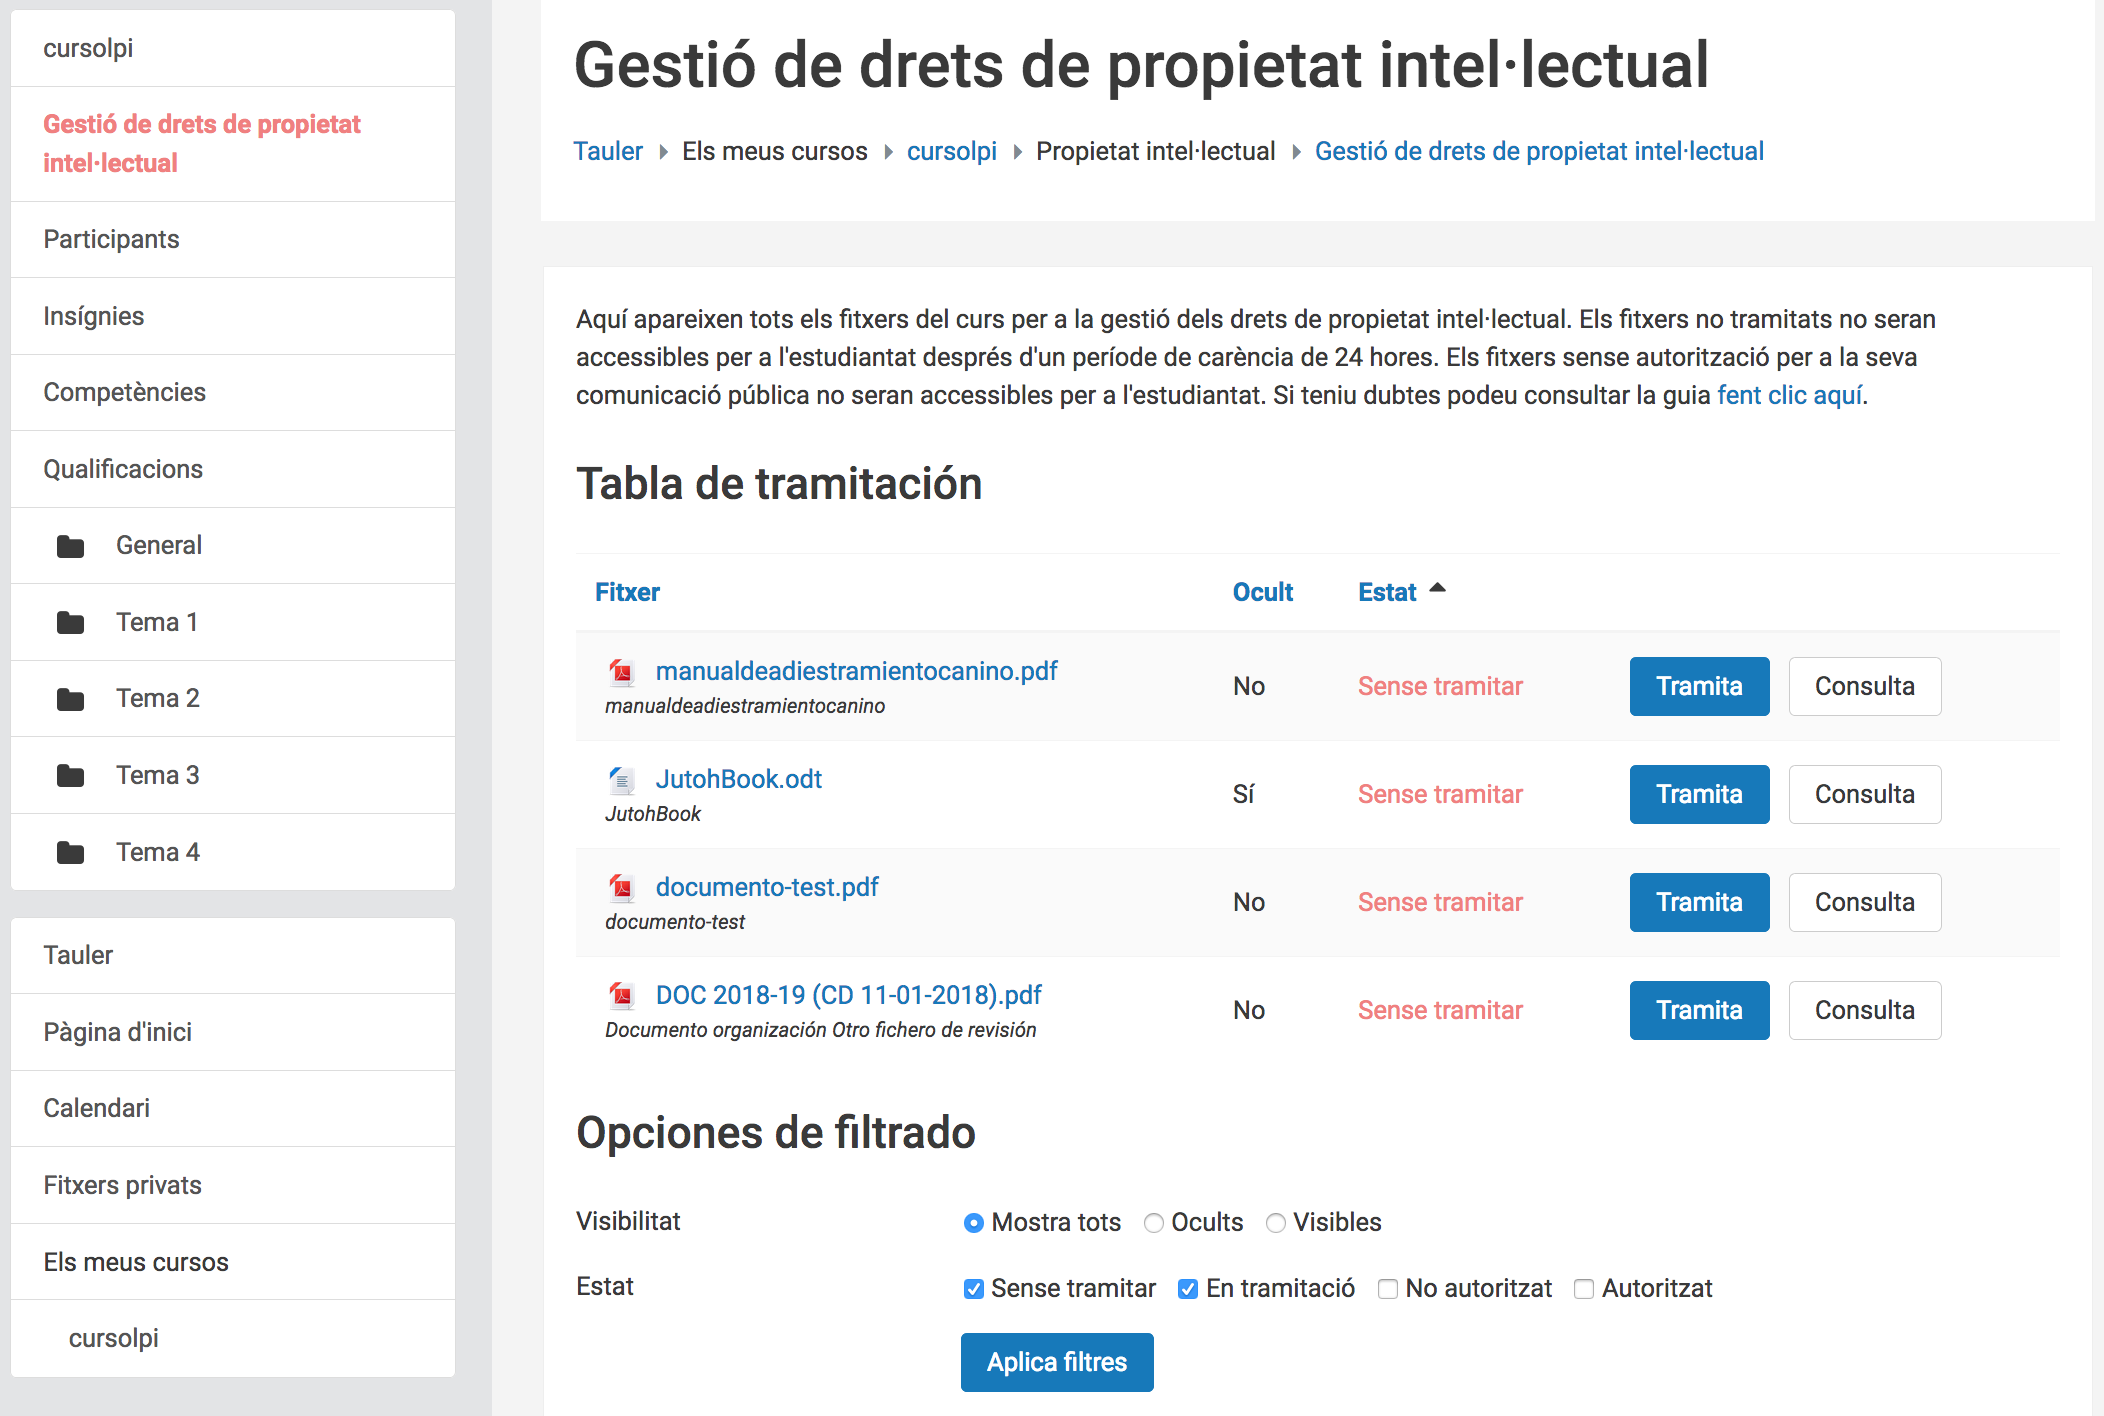 cursolpi
Gestió de drets de propietat
intel·lectual
Participants
Insígnies
Competències
Qualificacions
General
Tema 1
Tema 2
Tema 3
Tema 4
Tauler
Pàgina d'inici
Calendari
Fitxers privats
Els meus cursos
cursolpi
Gestió de drets de propietat intel·lectual
Tauler Els meus cursos cursolpi Propietat intel·lectual Gestió de drets de propietat intel·lectual
Aquí apareixen tots els fitxers del curs per a la gestió dels drets de propietat intel·lectual. Els fitxers no tramitats no seran
accessibles per a l'estudiantat després d'un període de carència de 24 hores. Els fitxers sense autorització per a la seva
comunicació pública no seran accessibles per a l'estudiantat. Si teniu dubtes podeu consultar la guia fent clic aquí.
Tabla de tramitación
Fitxer Ocult Estat
manualdeadiestramientocanino.pdf
manualdeadiestramientocanino
No Sense tramitar Tramita Consulta
JutohBook.odt
JutohBook
Sí Sense tramitar Tramita Consulta
documento-test.pdf
documento-test
No Sense tramitar Tramita Consulta
DOC 2018-19 (CD 11-01-2018).pdf
Documento organización Otro fichero de revisión
No Sense tramitar Tramita Consulta
Opciones de filtrado
Visibilitat Mostra tots Ocults Visibles
Estat Sense tramitar En tramitació No autoritzat Autoritzat
Aplica filtres